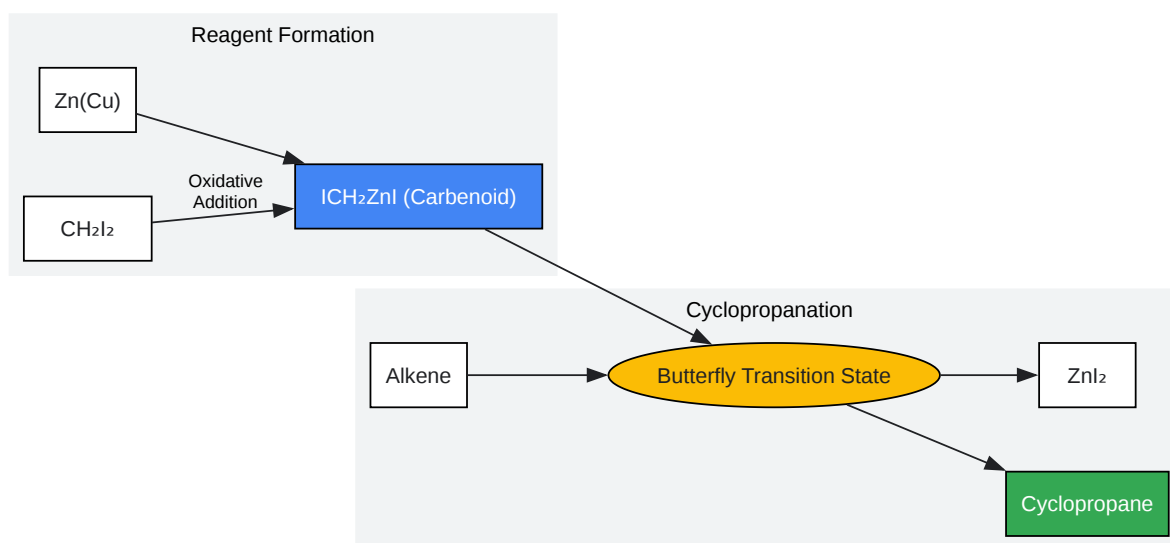 Reagent Formation
Zn(Cu)
Oxidative
Addition
ICH₂ZnI (Carbenoid)
CH₂I₂
Cyclopropanation
Alkene
Butterfly Transition State
ZnI₂
Cyclopropane